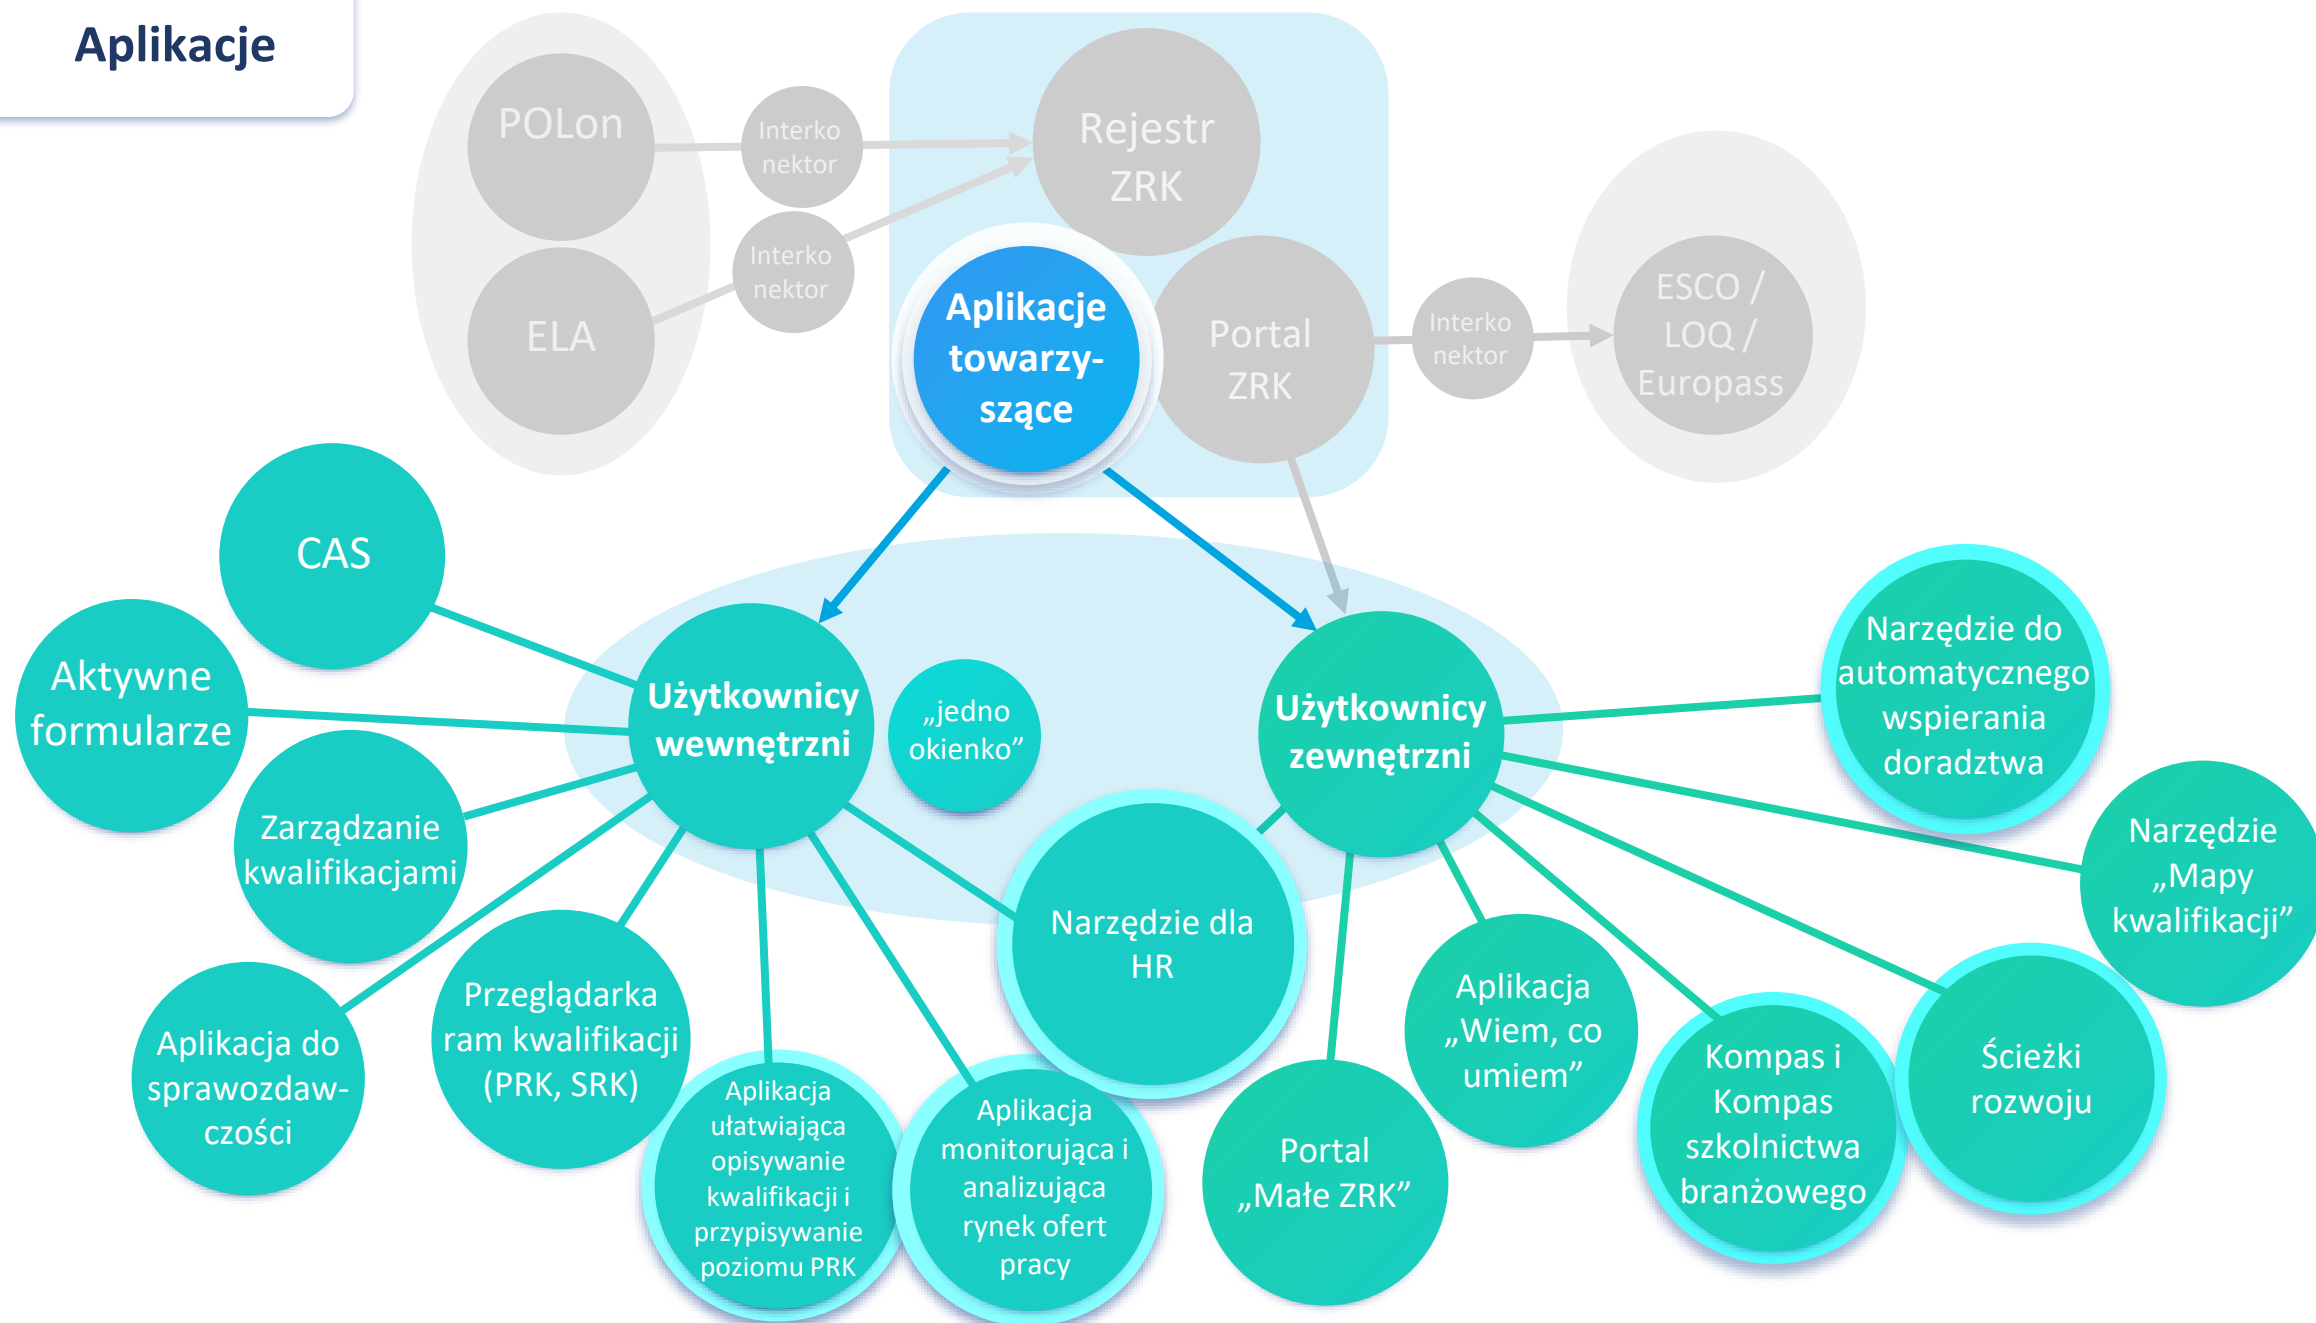 Aplikacje
POLon
Interko
nektor
Rejestr
ZRK
Interko
nektor
ELA
Aplikacje
towarzy-
szące
Portal
ZRK
Interko
nektor
ESCO /
LOQ /
Europass
CAS
Aktywne
formularze
Zarządzanie
kwalifikacjami
Aplikacja do
sprawozdaw-
czości
Przeglądarka
ram kwalifikacji
(PRK, SRK)
Użytkownicy
wewnętrzni
„jedno
okienko”
Użytkownicy
zewnętrzni
Aplikacja
ułatwiająca
opisywanie
kwalifikacji i
przypisywanie
poziomu PRK
Aplikacja
monitorująca i
analizująca
rynek ofert
pracy
Narzędzie dla
HR
Portal
„Małe ZRK”
Aplikacja
„Wiem, co
umiem”
Kompas i
Kompas
szkolnictwa
branżowego
Ścieżki
rozwoju
Narzędzie
„Mapy
kwalifikacji”
Narzędzie do
automatycznego
wspierania
doradztwa